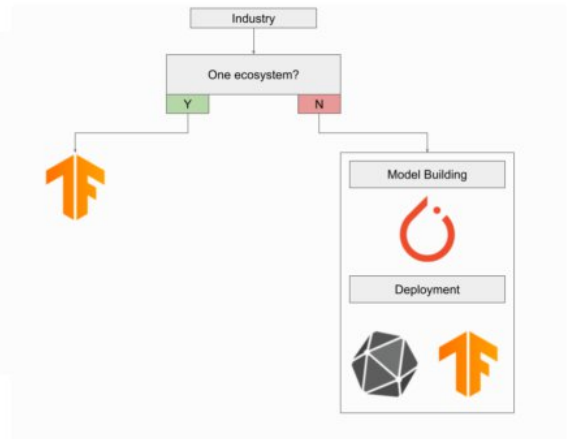 Industry
One ecosystem?
Y
N
Model Building
Deployment